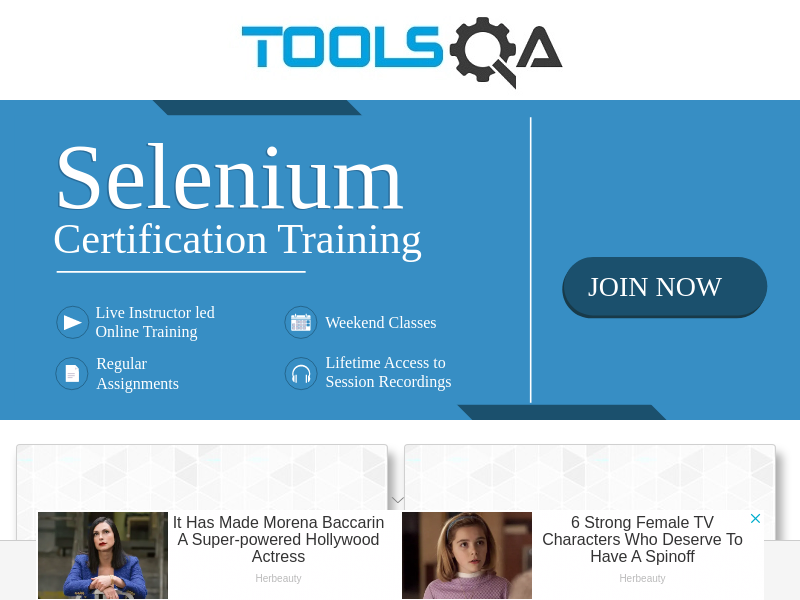 TOOLSQA
Selenium
Certification Training
Live Instructor led
Online Training
Weekend Classes
Regular
Assignments
Lifetime Access to
Session Recordings
JOIN NOW
It Has Made Morena Baccarin
A Super-powered Hollywood
Actress
Herbeauty
6 Strong Female TV
Characters Who Deserve To
Have A Spinoff
Herbeauty